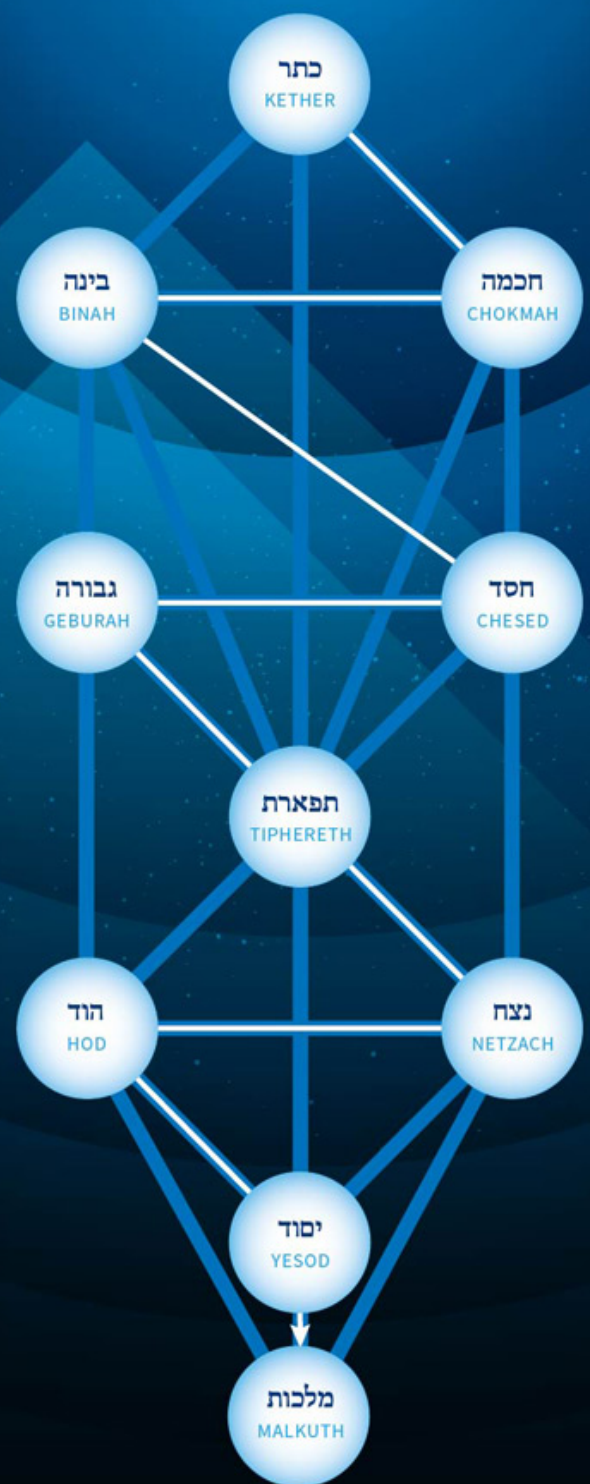 כתר
KETHER
בינה
BINAH
חכמה
CHOKMAH
גבורה
GEBURAH
חסד
CHESED
תפארת
TIPHERETH
הוד
HOD
נצח
NETZACH
יסוד
YESOD
מלכות
MALKUTH